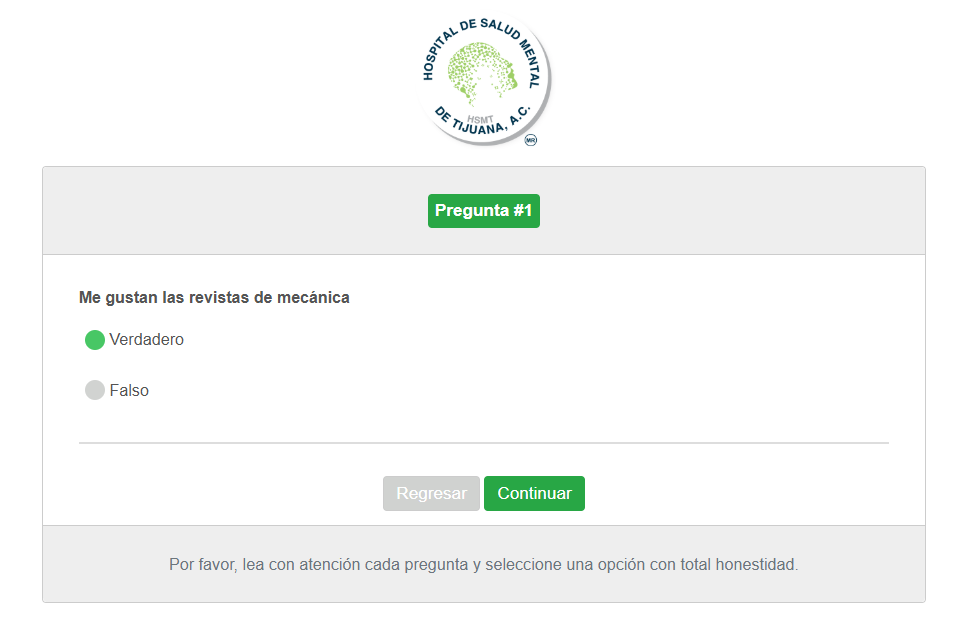 HOSPITAL DE SALUD MENTAL
HSMT
DE TIJUANA, A.C.
MR
Pregunta #1
Me gustan las revistas de mecánica
Verdadero
Falso
Regresar Continuar
Por favor, lea con atención cada pregunta y seleccione una opción con total honestidad.